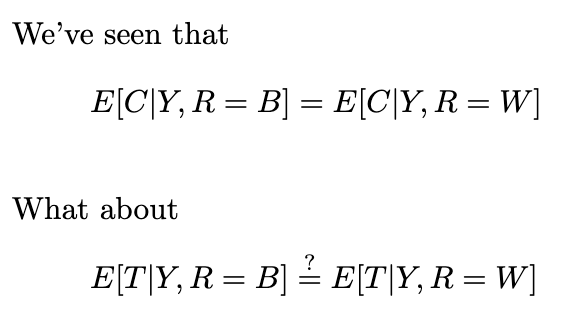 We've seen that
E[C|Y, R = B] = E[C|Y, R = W]
What about
E[T|Y, R = B] ≟ E[T|Y, R = W]